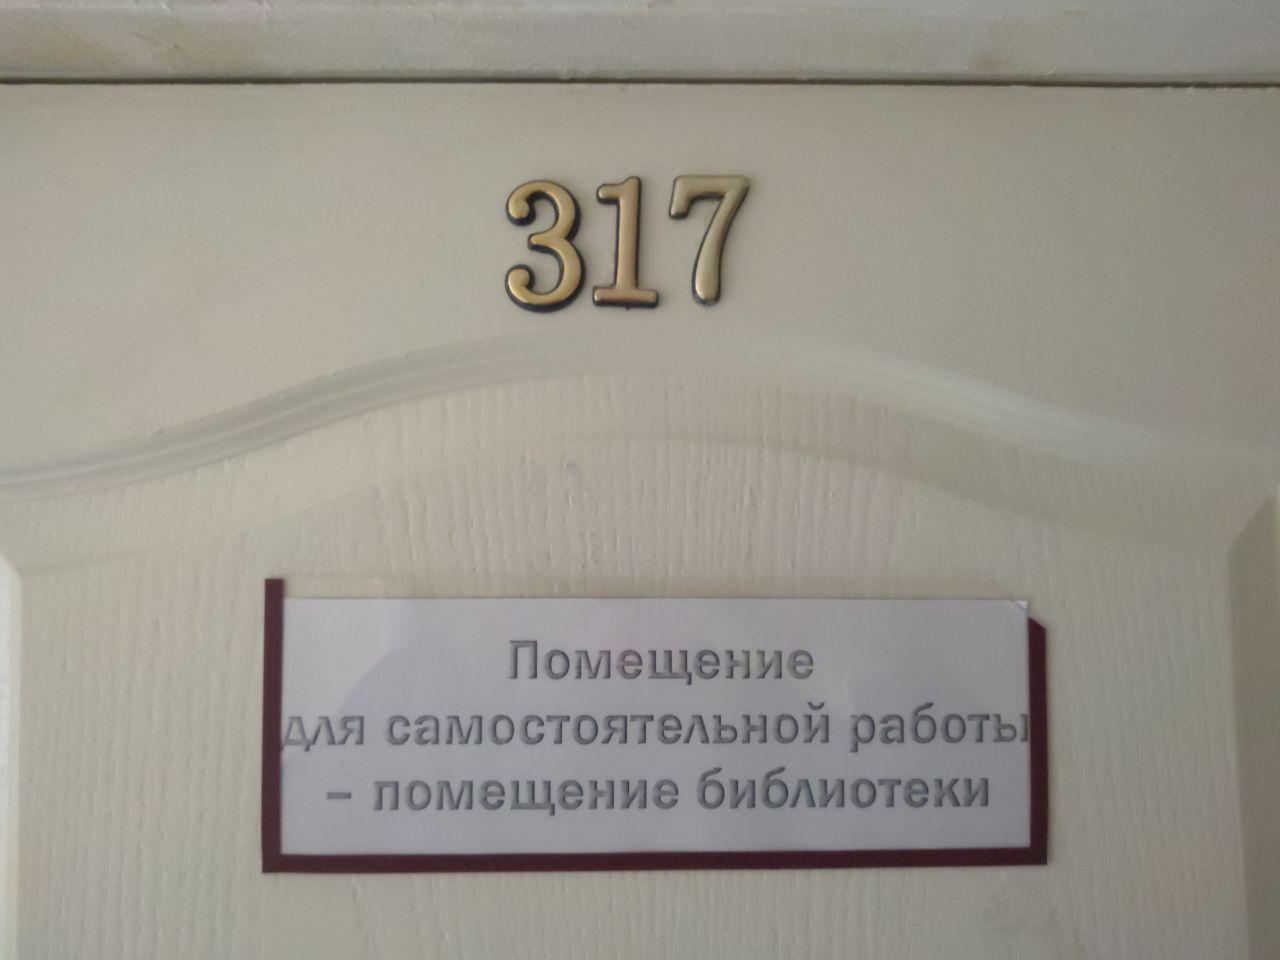 317
Помещение
для самостоятельной работы
– помещение библиотеки